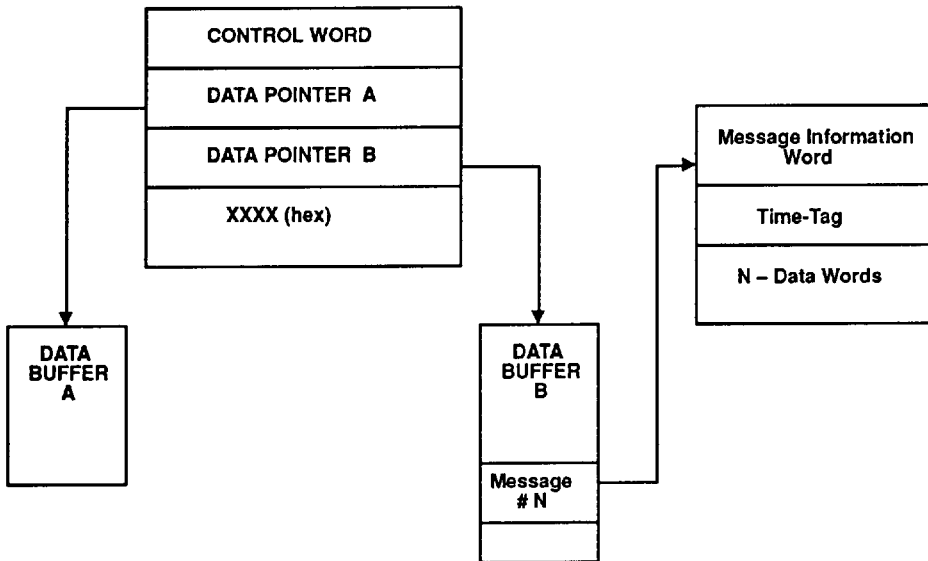 CONTROL WORD
DATA POINTER A
DATA POINTER B
XXXX (hex)
Message Information
Word
Time-Tag
N – Data Words
DATA
BUFFER
A
DATA
BUFFER
B
Message
# N